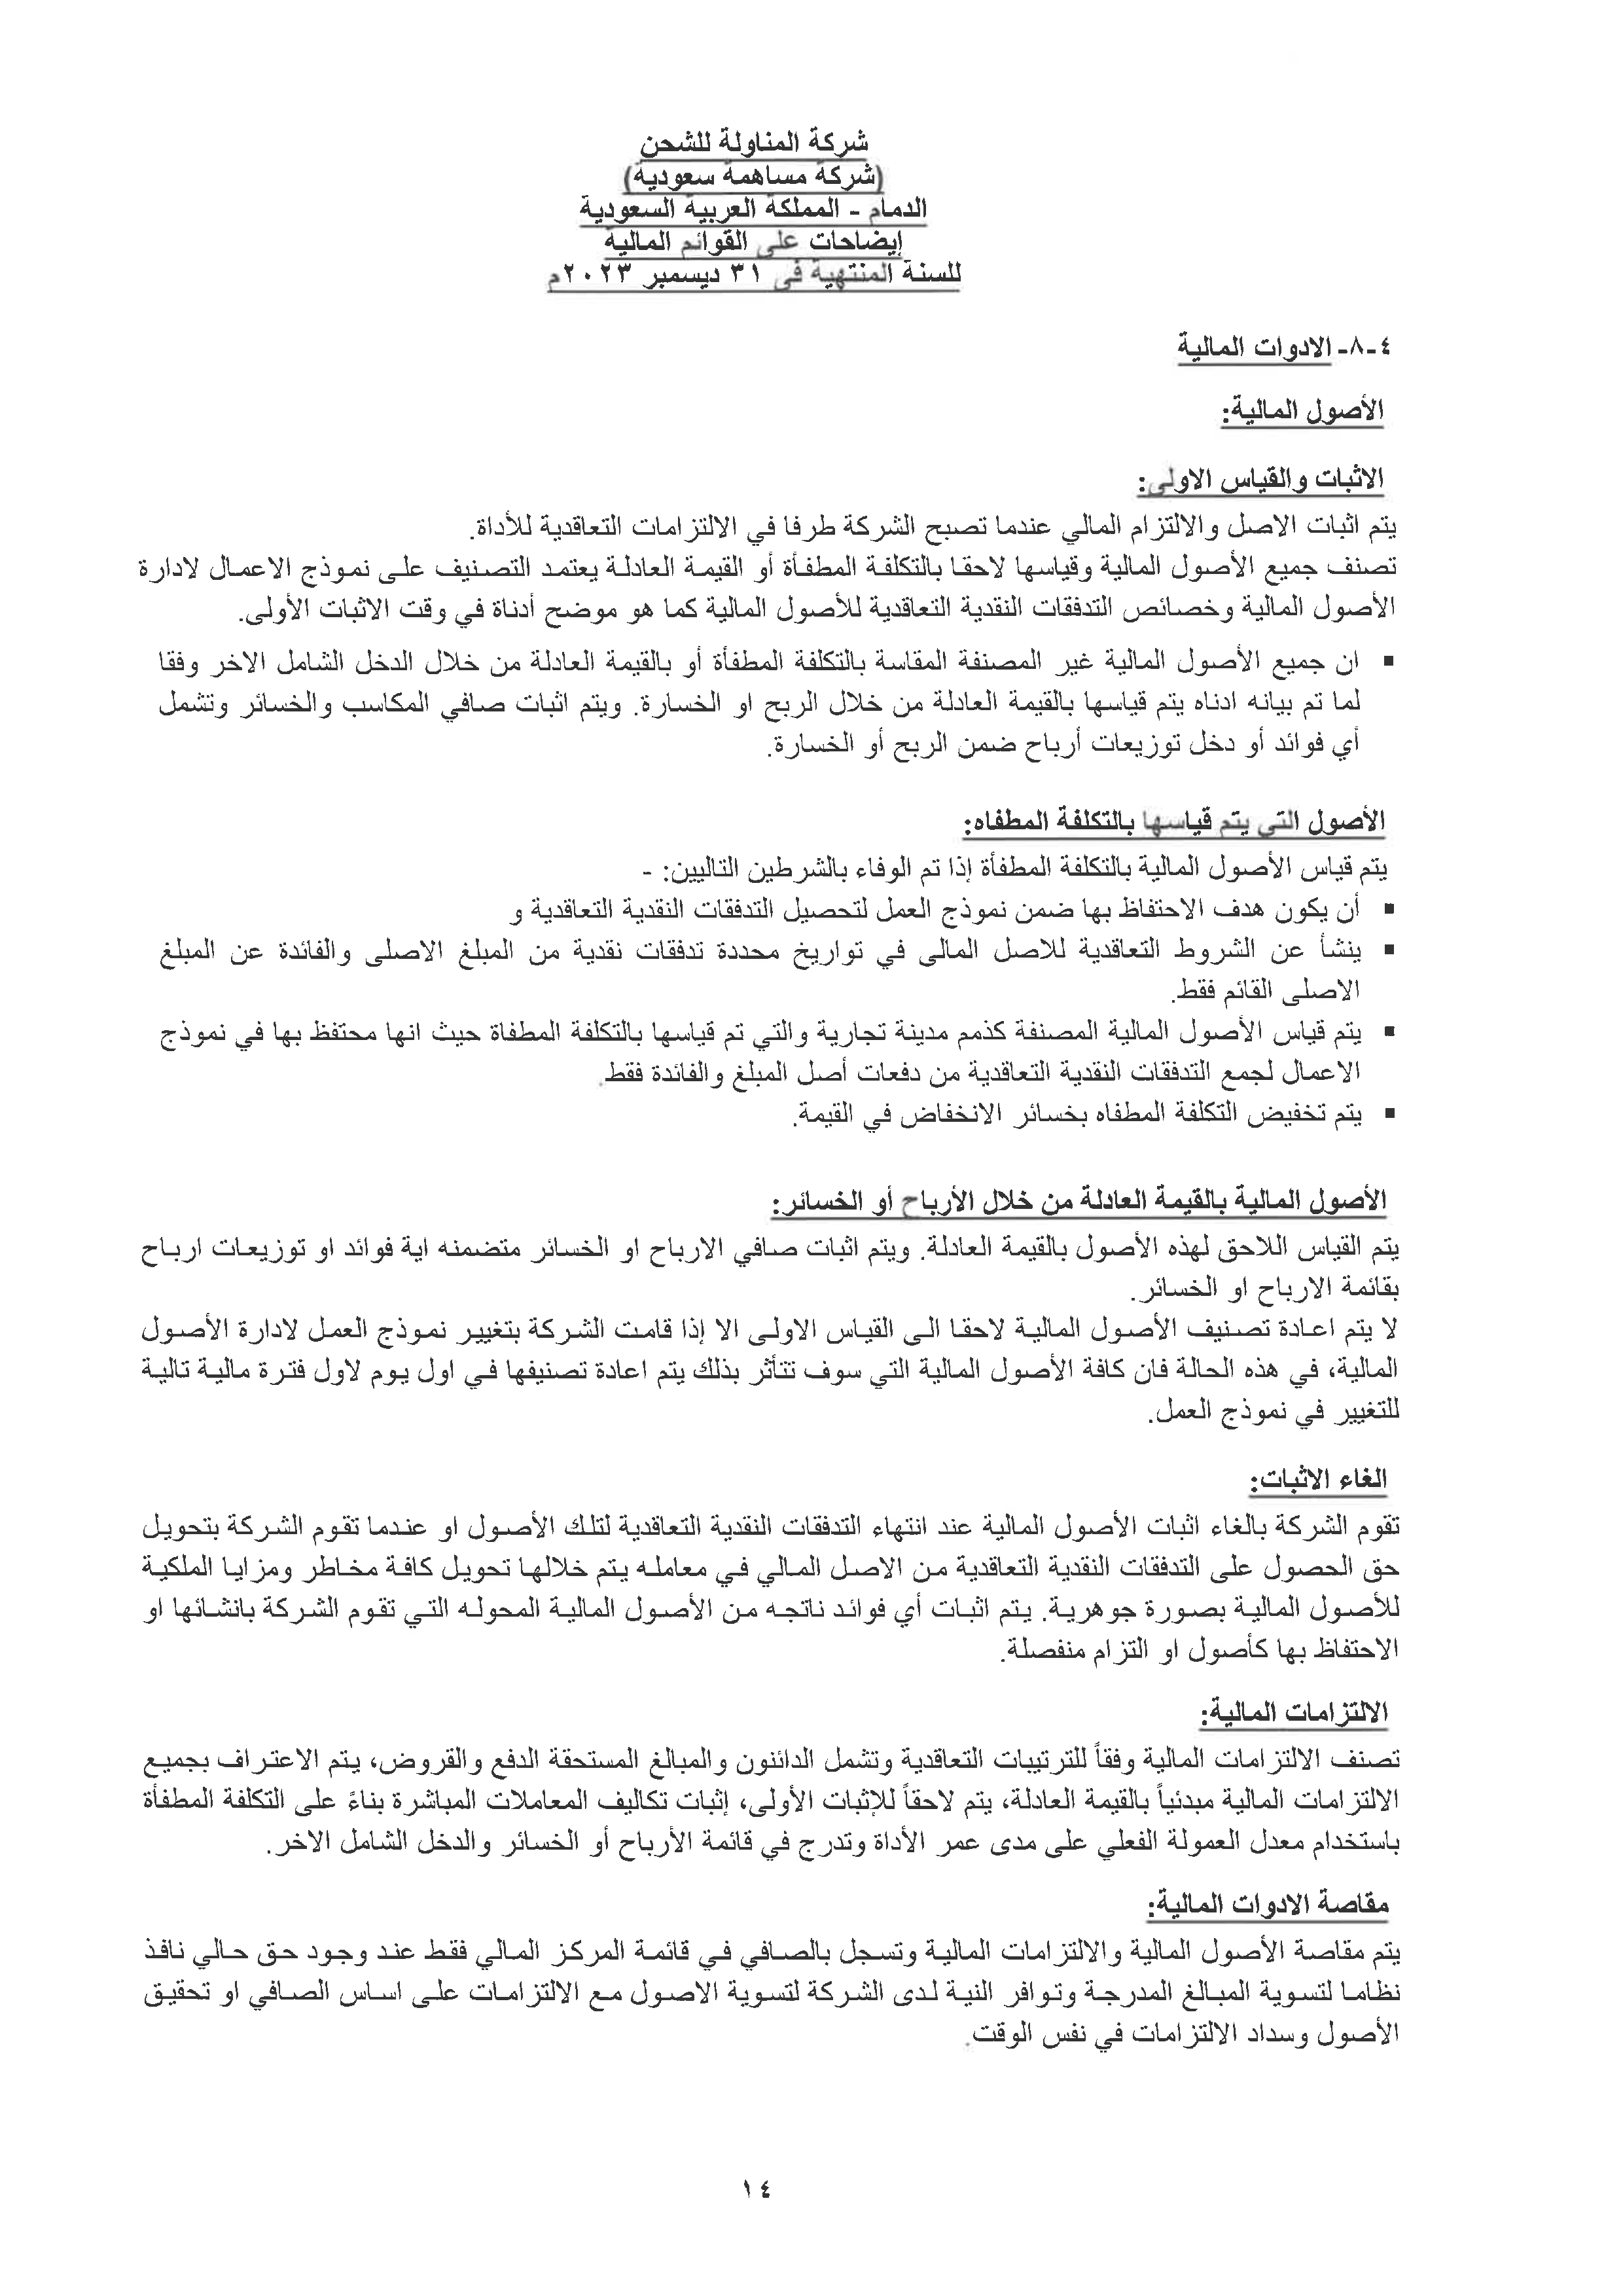 شركة المناولة للشحن
(شركة مساهمة سعودية)
الدمام - المملكة العربية السعودية
إيضاحات على القوائم المالية
للسنة المنتهية في ٣١ ديسمبر ٢٠٢٣م
٤-٨- الادوات المالية
الأصول المالية:
الاثبات والقياس الاولى:
يتم اثبات الاصل والالتزام المالي عندما تصبح الشركة طرفا في الالتزامات التعاقدية للأداة.
تصنف جميع الأصول المالية وقياسها لاحقا بالتكلفة المطفأة أو القيمة العادلة يعتمد التصنيف على نموذج الاعمال لادارة
الأصول المالية وخصائص التدفقات النقدية التعاقدية للأصول المالية كما هو موضح أدناة في وقت الاثبات الأولى.
▪ ان جميع الأصول المالية غير المصنفة المقاسة بالتكلفة المطفأة أو بالقيمة العادلة من خلال الدخل الشامل الاخر وفقا
لما تم بيانه ادناه يتم قياسها بالقيمة العادلة من خلال الربح او الخسارة. ويتم اثبات صافي المكاسب والخسائر وتشمل
أي فوائد أو دخل توزيعات أرباح ضمن الربح أو الخسارة.
الأصول التي يتم قياسها بالتكلفة المطفاه:
يتم قياس الأصول المالية بالتكلفة المطفأة إذا تم الوفاء بالشرطين التاليين: -
▪ أن يكون هدف الاحتفاظ بها ضمن نموذج العمل لتحصيل التدفقات النقدية التعاقدية و
▪ ينشأ عن الشروط التعاقدية للاصل المالى في تواريخ محددة تدفقات نقدية من المبلغ الاصلى والفائدة عن المبلغ
الاصلى القائم فقط.
▪ يتم قياس الأصول المالية المصنفة كذمم مدينة تجارية والتي تم قياسها بالتكلفة المطفاة حيث انها محتفظ بها في نموذج
الاعمال لجمع التدفقات النقدية التعاقدية من دفعات أصل المبلغ والفائدة فقط.
▪ يتم تخفيض التكلفة المطفاه بخسائر الانخفاض في القيمة.
الأصول المالية بالقيمة العادلة من خلال الأرباح أو الخسائر:
يتم القياس اللاحق لهذه الأصول بالقيمة العادلة. ويتم اثبات صافي الارباح او الخسائر متضمنه اية فوائد او توزيعات ارباح
بقائمة الارباح او الخسائر.
لا يتم اعادة تصنيف الأصول المالية لاحقا الى القياس الاولى الا إذا قامت الشركة بتغيير نموذج العمل لادارة الأصول
المالية، في هذه الحالة فان كافة الأصول المالية التي سوف تتأثر بذلك يتم اعادة تصنيفها في اول يوم لاول فترة مالية تالية
للتغيير في نموذج العمل.
الغاء الاثبات:
تقوم الشركة بالغاء اثبات الأصول المالية عند انتهاء التدفقات النقدية التعاقدية لتلك الأصول او عندما تقوم الشركة بتحويل
حق الحصول على التدفقات النقدية التعاقدية من الاصل المالي في معامله يتم خلالها تحويل كافة مخاطر ومزايا الملكية
للأصول المالية بصورة جوهرية. يتم اثبات أي فوائد ناتجه من الأصول المالية المحوله التي تقوم الشركة بانشائها او
الاحتفاظ بها كأصول او التزام منفصلة.
الالتزامات المالية:
تصنف الالتزامات المالية وفقاً للترتيبات التعاقدية وتشمل الدائنون والمبالغ المستحقة الدفع والقروض، يتم الاعتراف بجميع
الالتزامات المالية مبدئياً بالقيمة العادلة، يتم لاحقاً للإثبات الأولى، إثبات تكاليف المعاملات المباشرة بناءً على التكلفة المطفأة
باستخدام معدل العمولة الفعلي على مدى عمر الأداة وتدرج في قائمة الأرباح أو الخسائر والدخل الشامل الاخر.
مقاصة الادوات المالية:
يتم مقاصة الأصول المالية والالتزامات المالية وتسجل بالصافي في قائمة المركز المالي فقط عند وجود حق حالي نافذ
نظاما لتسوية المبالغ المدرجة وتوافر النية لدى الشركة لتسوية الاصول مع الالتزامات على اساس الصافي او تحقيق
الأصول وسداد الالتزامات في نفس الوقت.
١٤